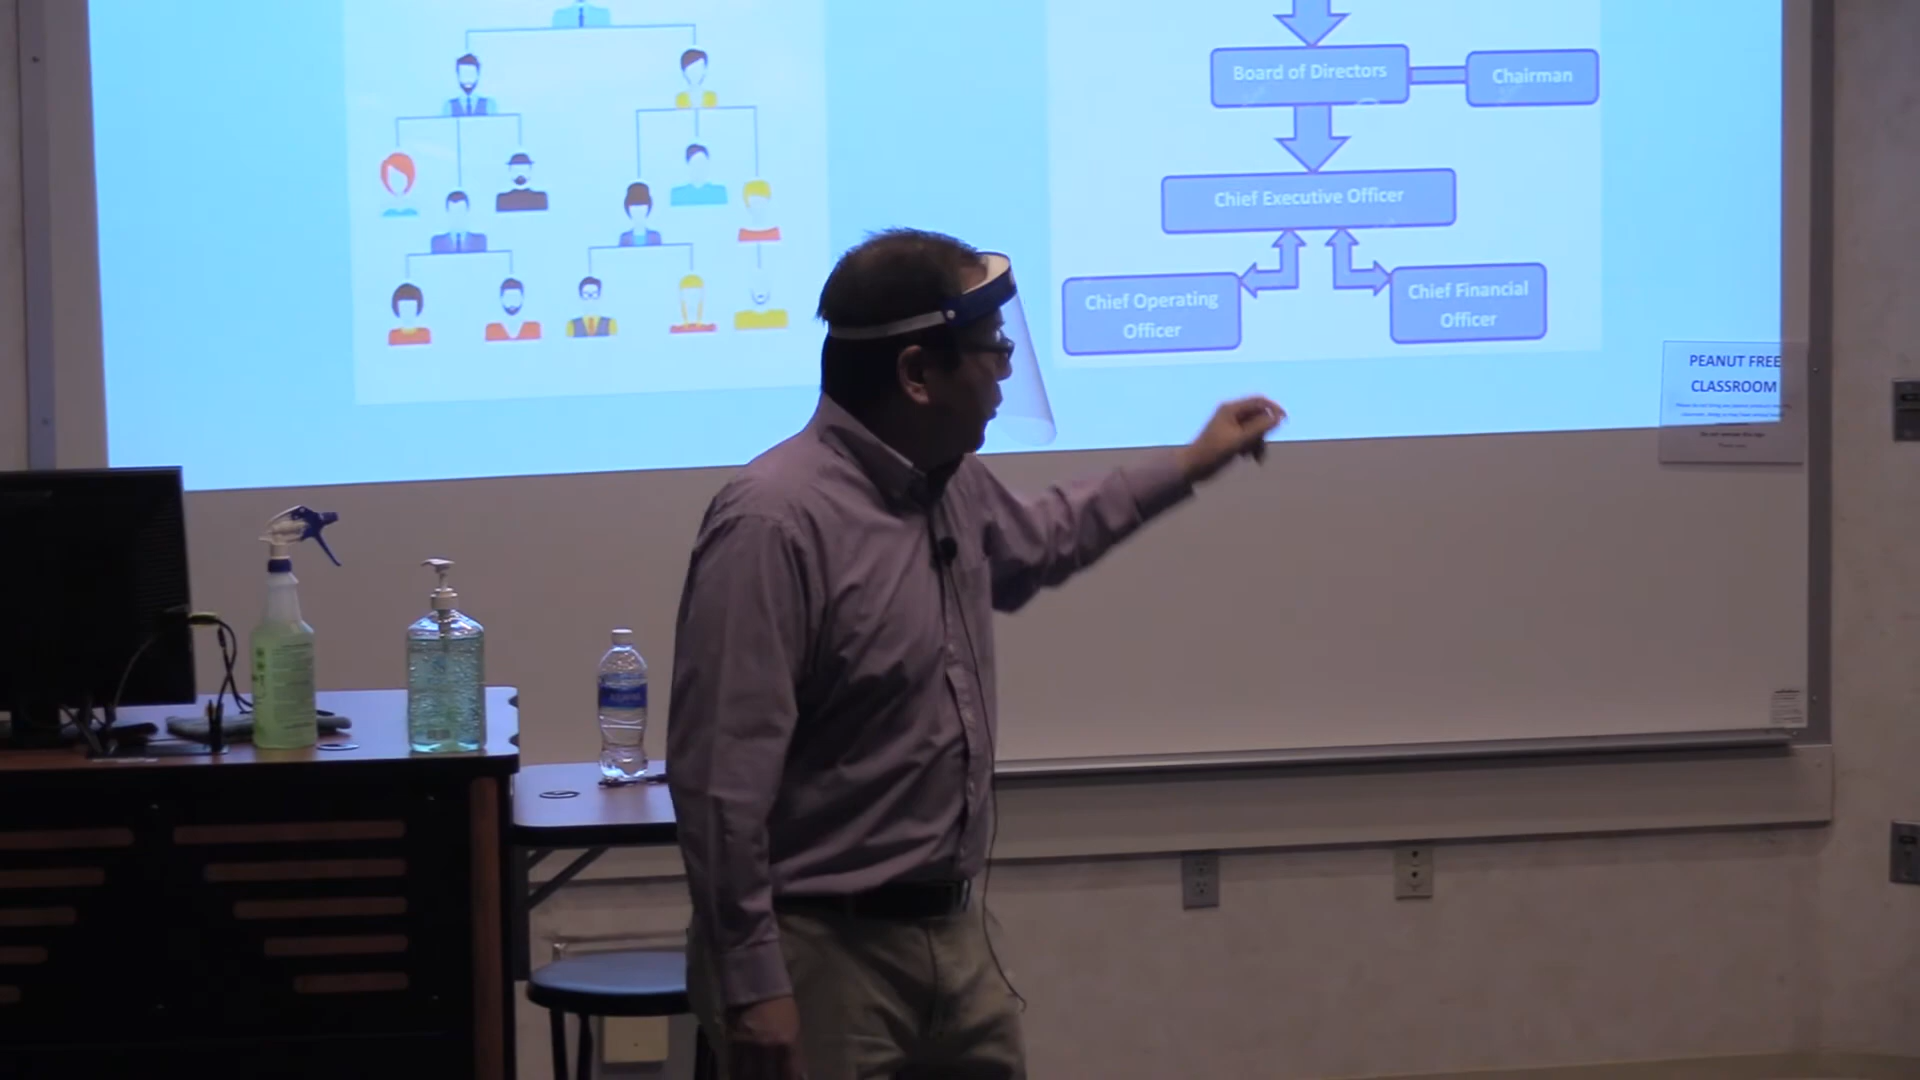 Board of Directors
Chairman
Chief Executive Officer
Chief Operating
Officer
Chief Financial
Officer
PEANUT FREE
CLASSROOM